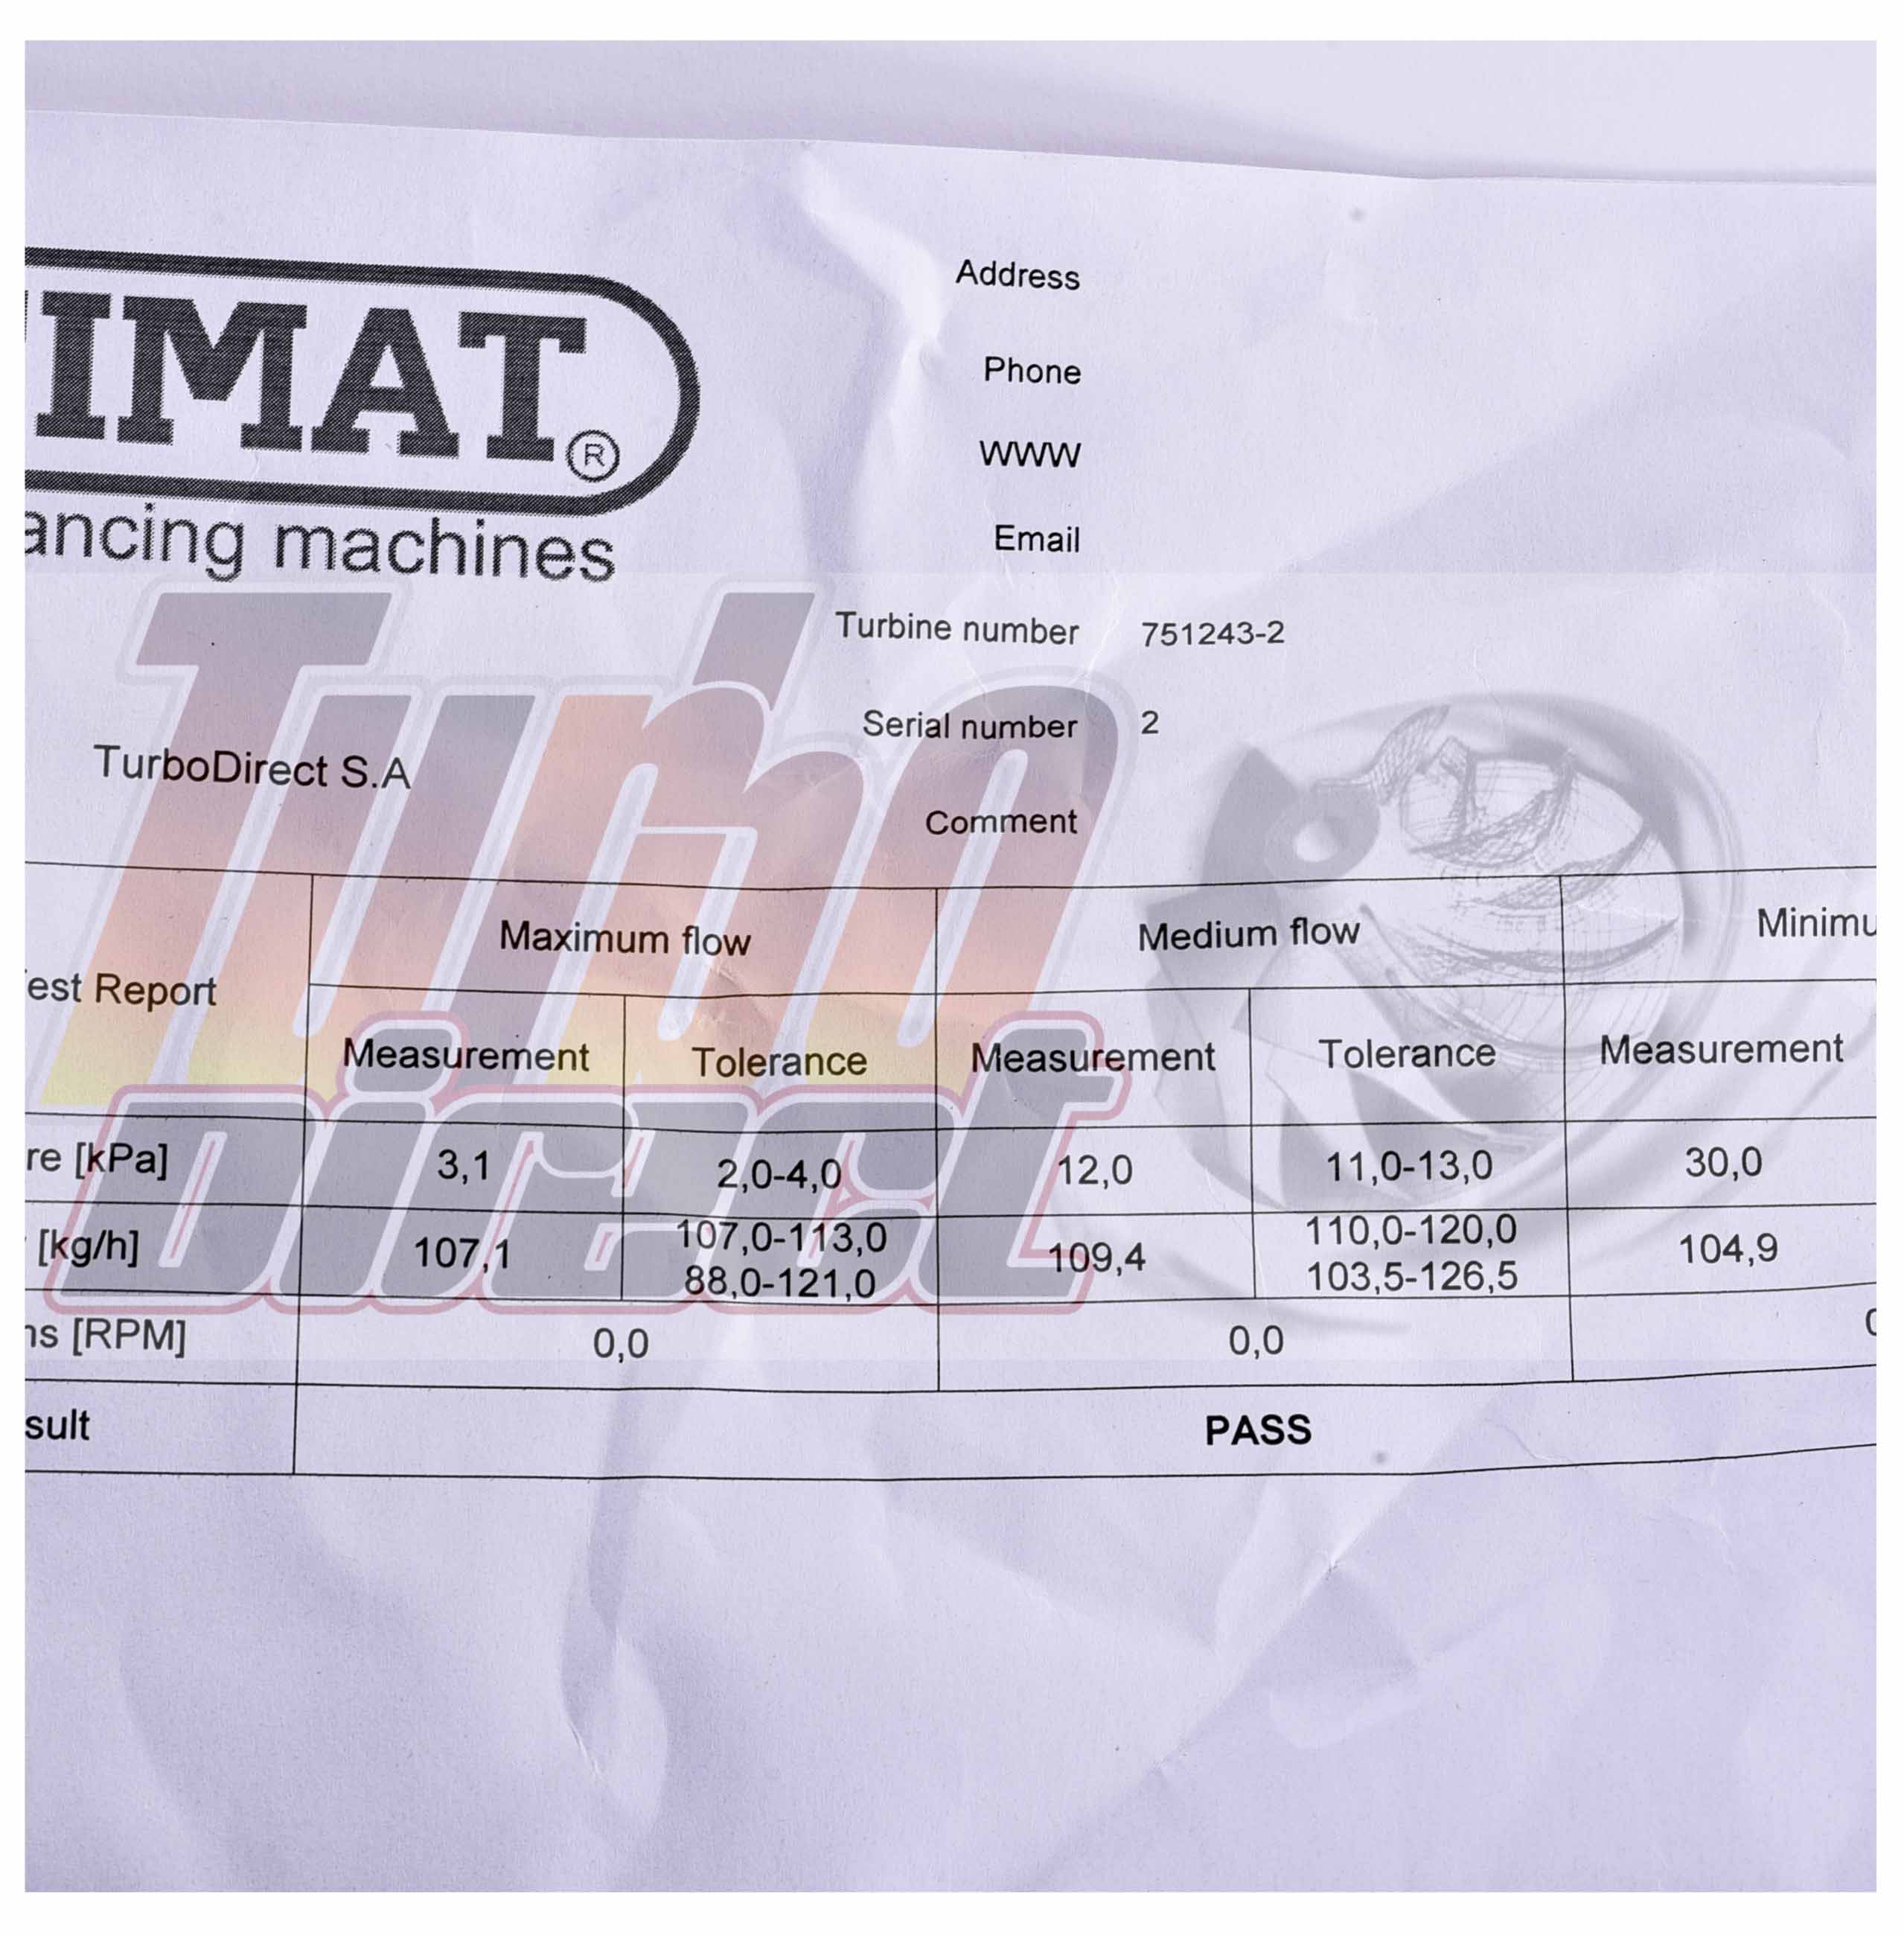 IMAT®
ancing machines
Address
Phone
WWW
Email
Turbine number 751243-2
Serial number 2
TurboDirect S.A
Comment
Turbo
Direct
est Report
Maximum flow Medium flow Minimu
Measurement Tolerance Measurement Tolerance Measurement
re [kPa] 3,1 2,0-4,0 12,0 11,0-13,0 30,0
[kg/h] 107,1 107,0-113,0 109,4 110,0-120,0 104,9
88,0-121,0 103,5-126,5
ns [RPM] 0,0 0,0
sult PASS